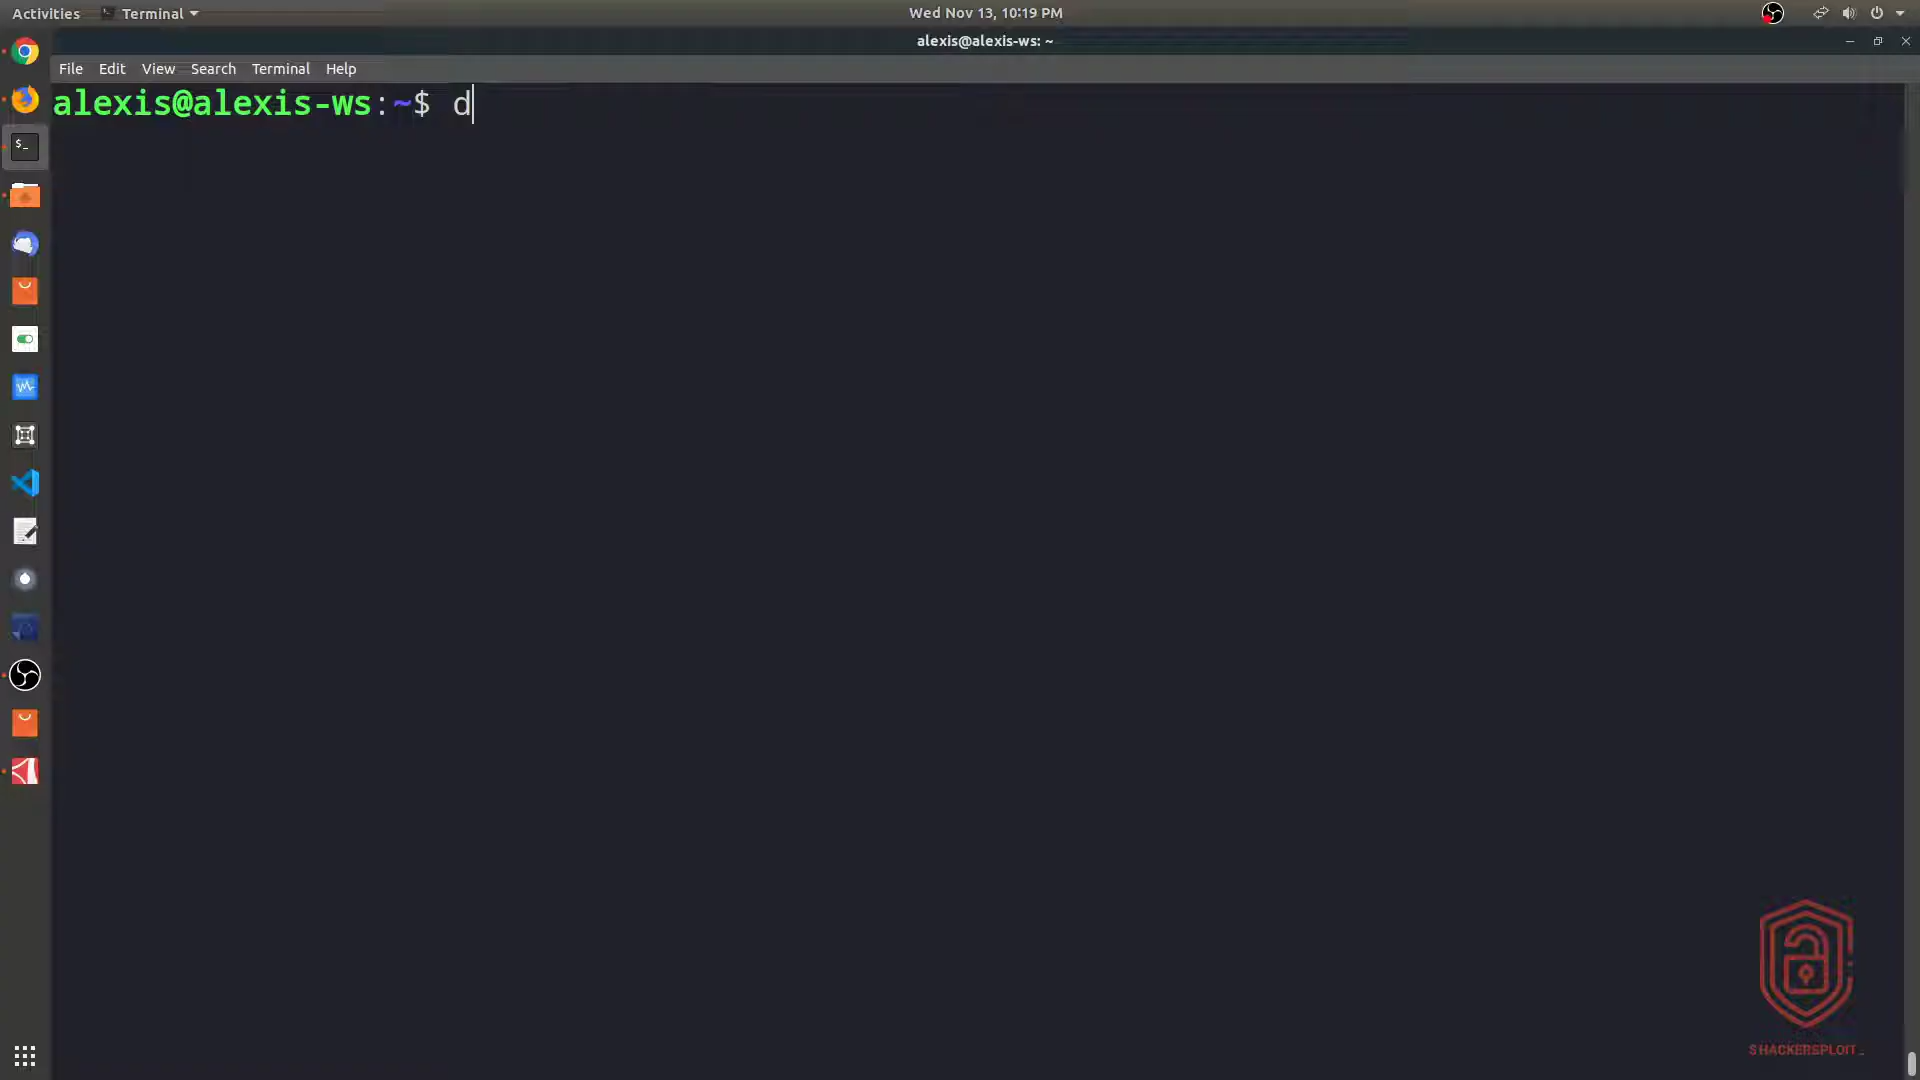 Activities Terminal Wed Nov 13, 10:19 PM
alexis@alexis-ws: ~
File Edit View Search Terminal Help
alexis@alexis-ws:~$ d
$_
$HACKERSPLOIT_